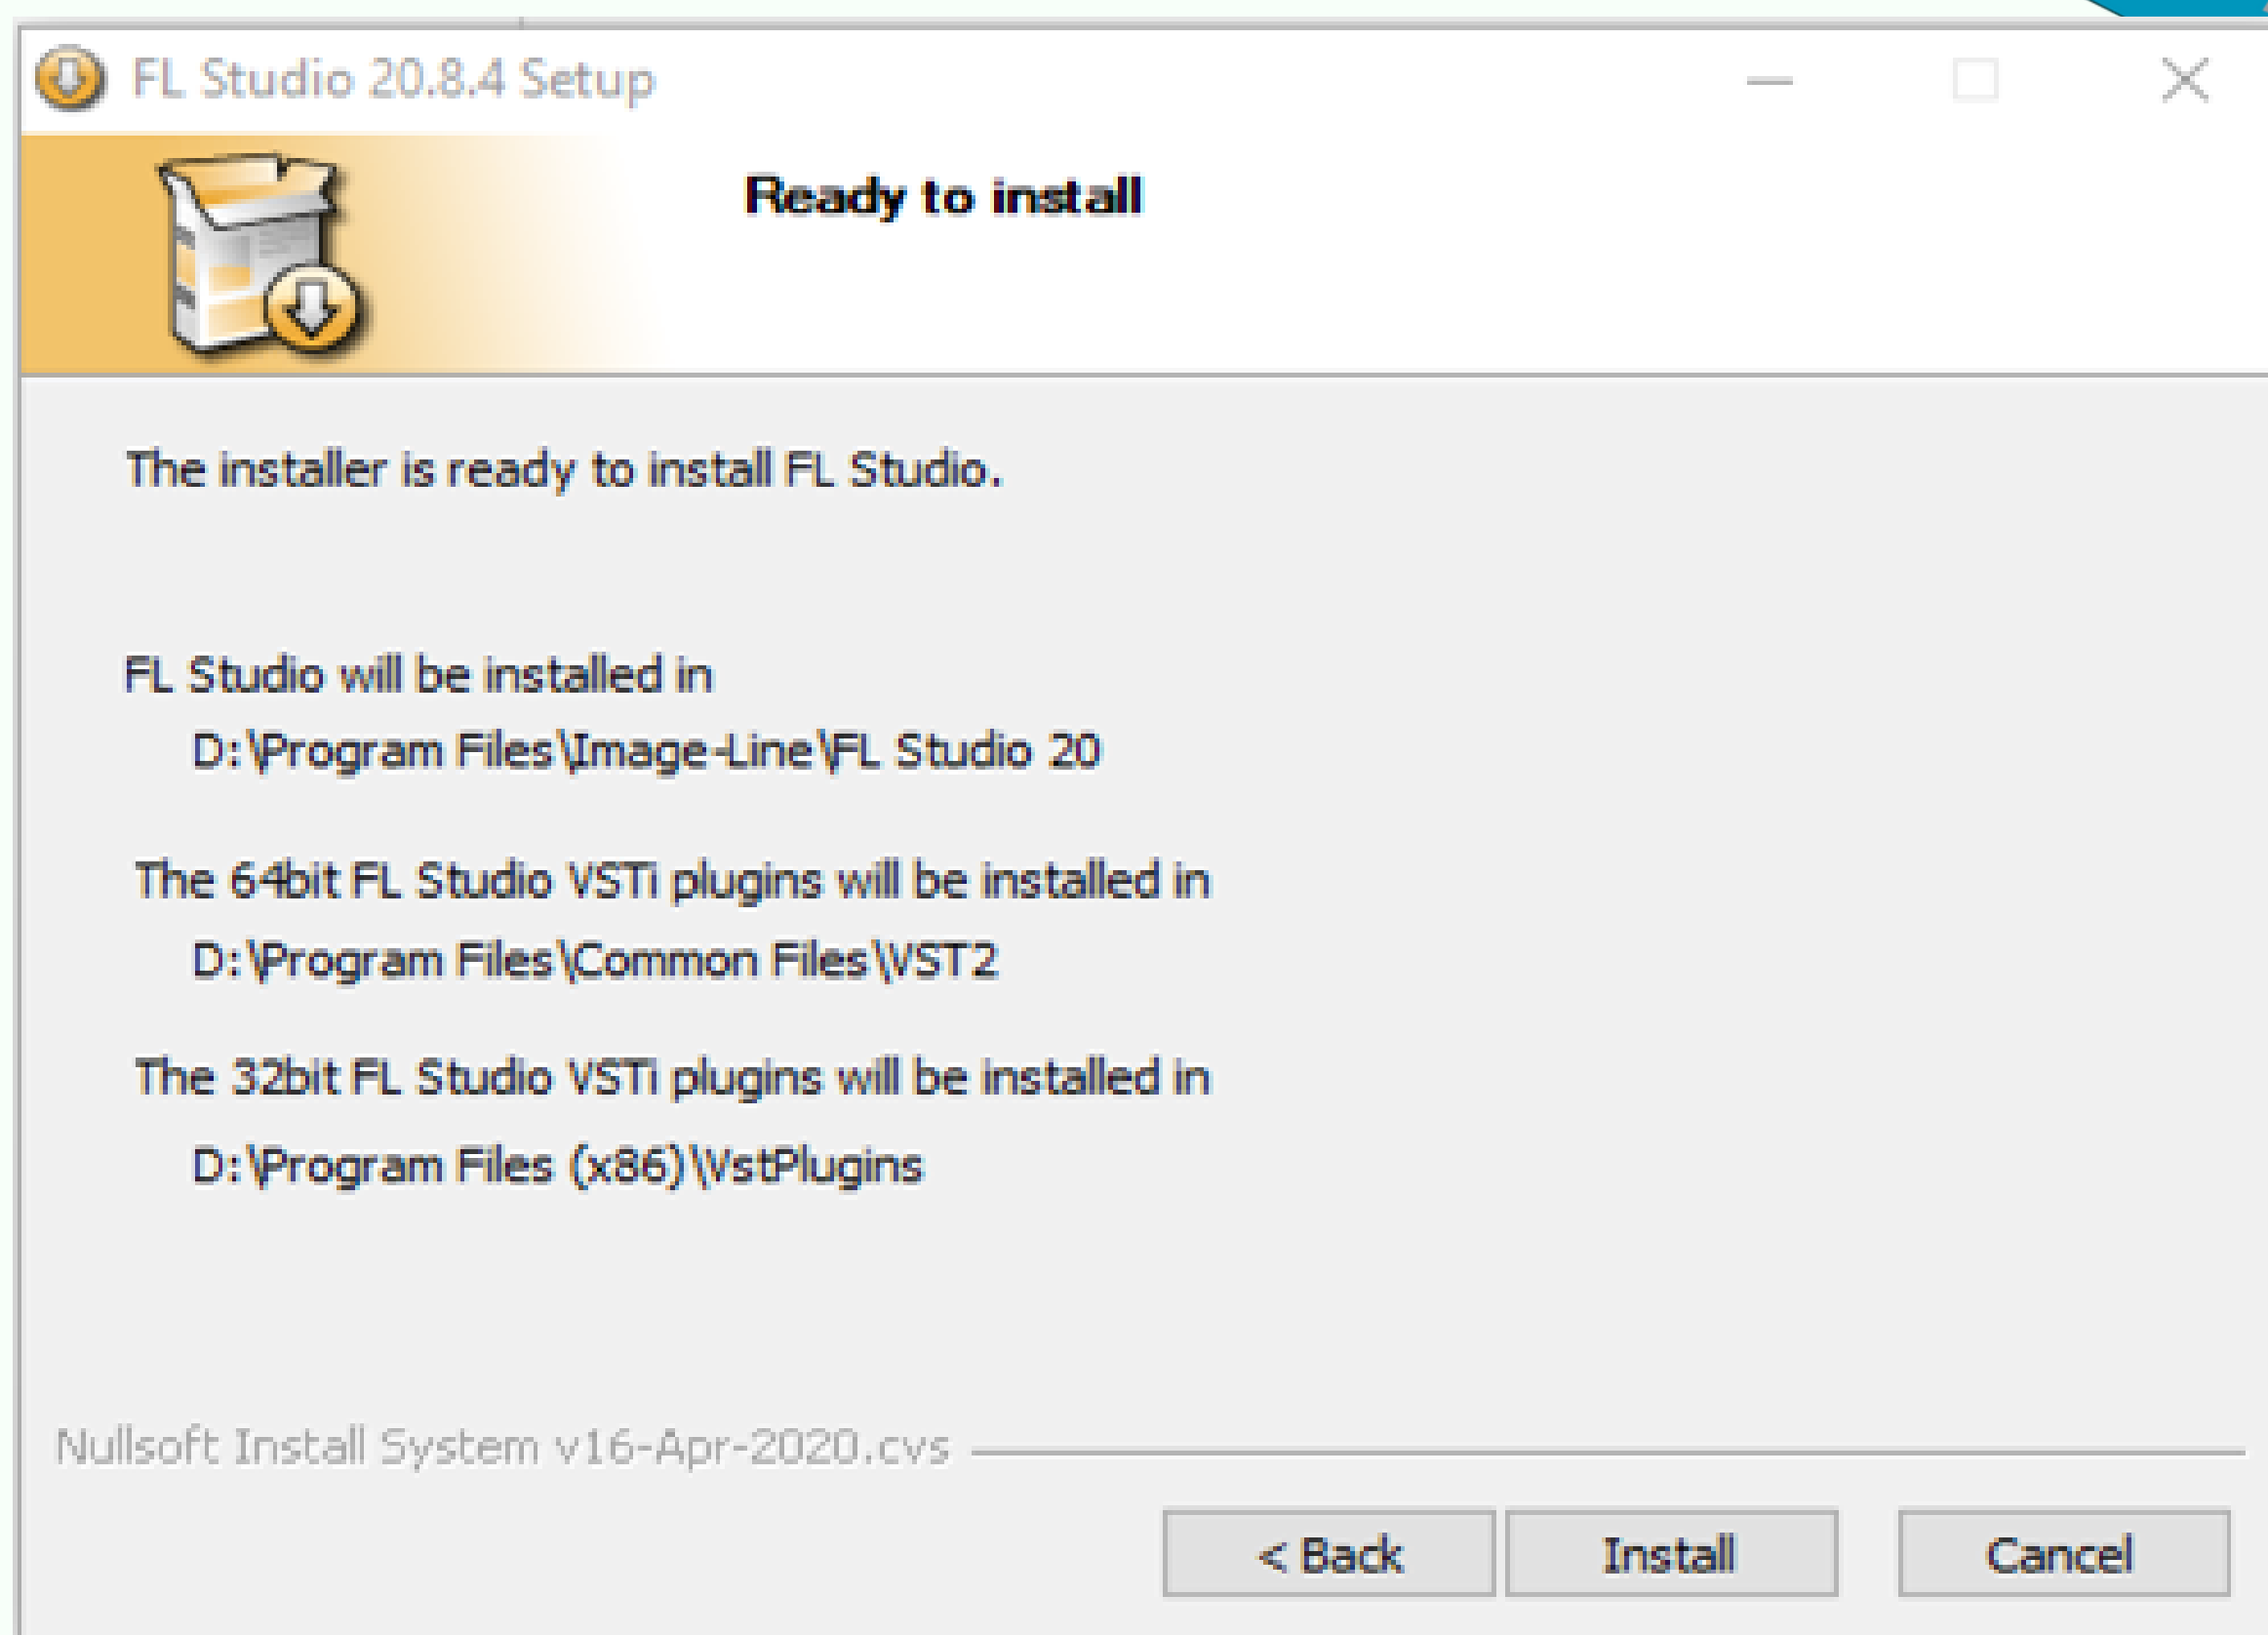 FL Studio 20.8.4 Setup
Ready to install
The installer is ready to install FL Studio.
FL Studio will be installed in
D:\Program Files\Image-Line\FL Studio 20
The 64bit FL Studio VSTi plugins will be installed in
D:\Program Files\Common Files\VST2
The 32bit FL Studio VSTi plugins will be installed in
D:\Program Files (x86)\VstPlugins
Nullsoft Install System v16-Apr-2020.cvs
< Back Install Cancel